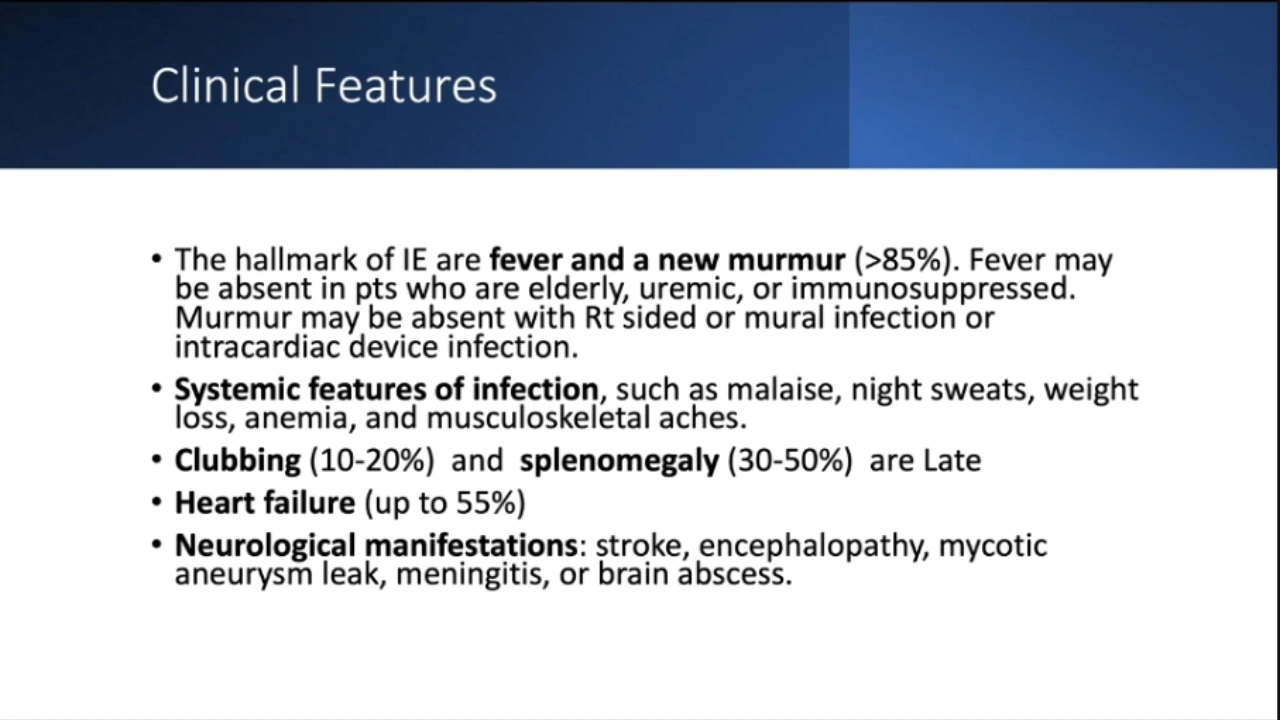 Clinical Features
• The hallmark of IE are fever and a new murmur (>85%). Fever may
be absent in pts who are elderly, uremic, or immunosuppressed.
Murmur may be absent with Rt sided or mural infection or
intracardiac device infection.
• Systemic features of infection, such as malaise, night sweats, weight
loss, anemia, and musculoskeletal aches.
• Clubbing (10-20%) and splenomegaly (30-50%) are Late
• Heart failure (up to 55%)
• Neurological manifestations: stroke, encephalopathy, mycotic
aneurysm leak, meningitis, or brain abscess.